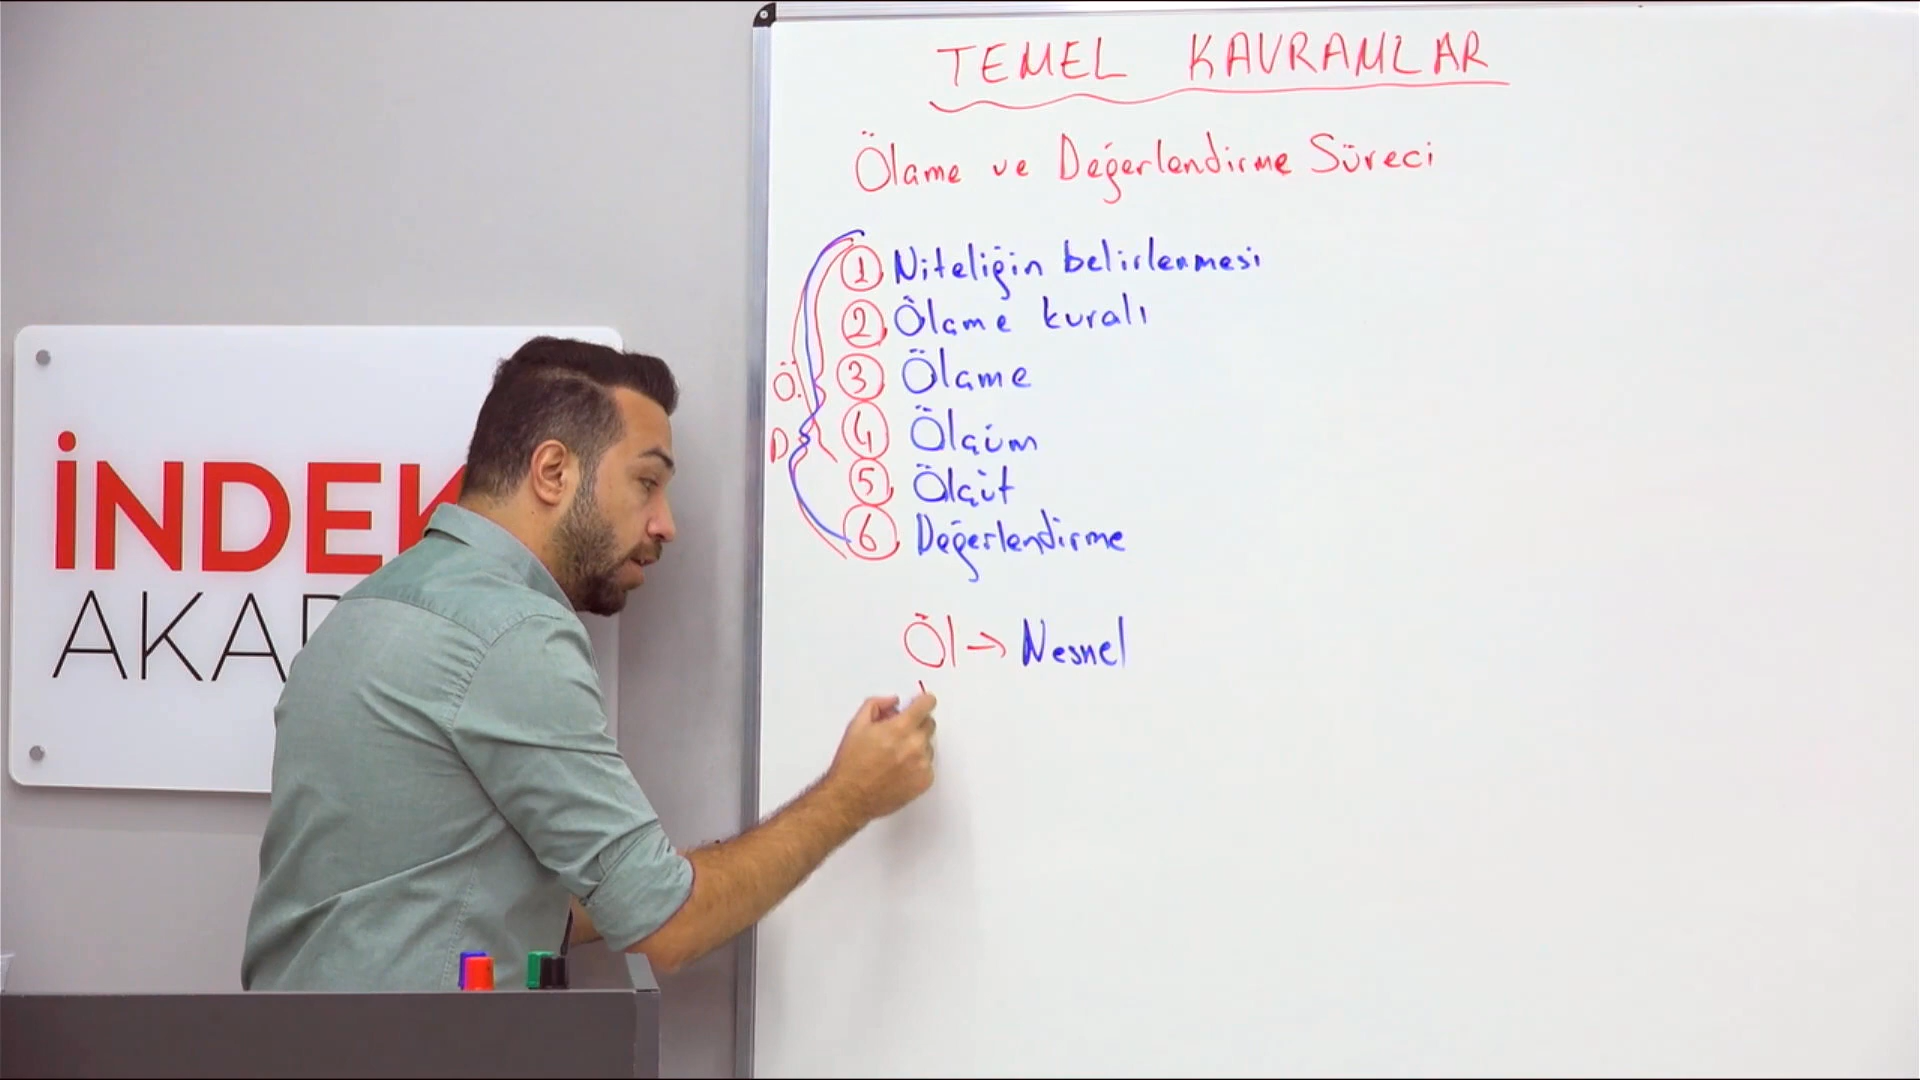 İNDEK
AKA
TEMEL KAVRAMLAR
Ölçme ve Değerlendirme Süreci
1 Niteliğin belirlenmesi
2 Ölçme kuralı
3 Ölçme
4 Ölçüm
5 Ölçüt
6 Değerlendirme
Ö.
D
Öl → Nesnel